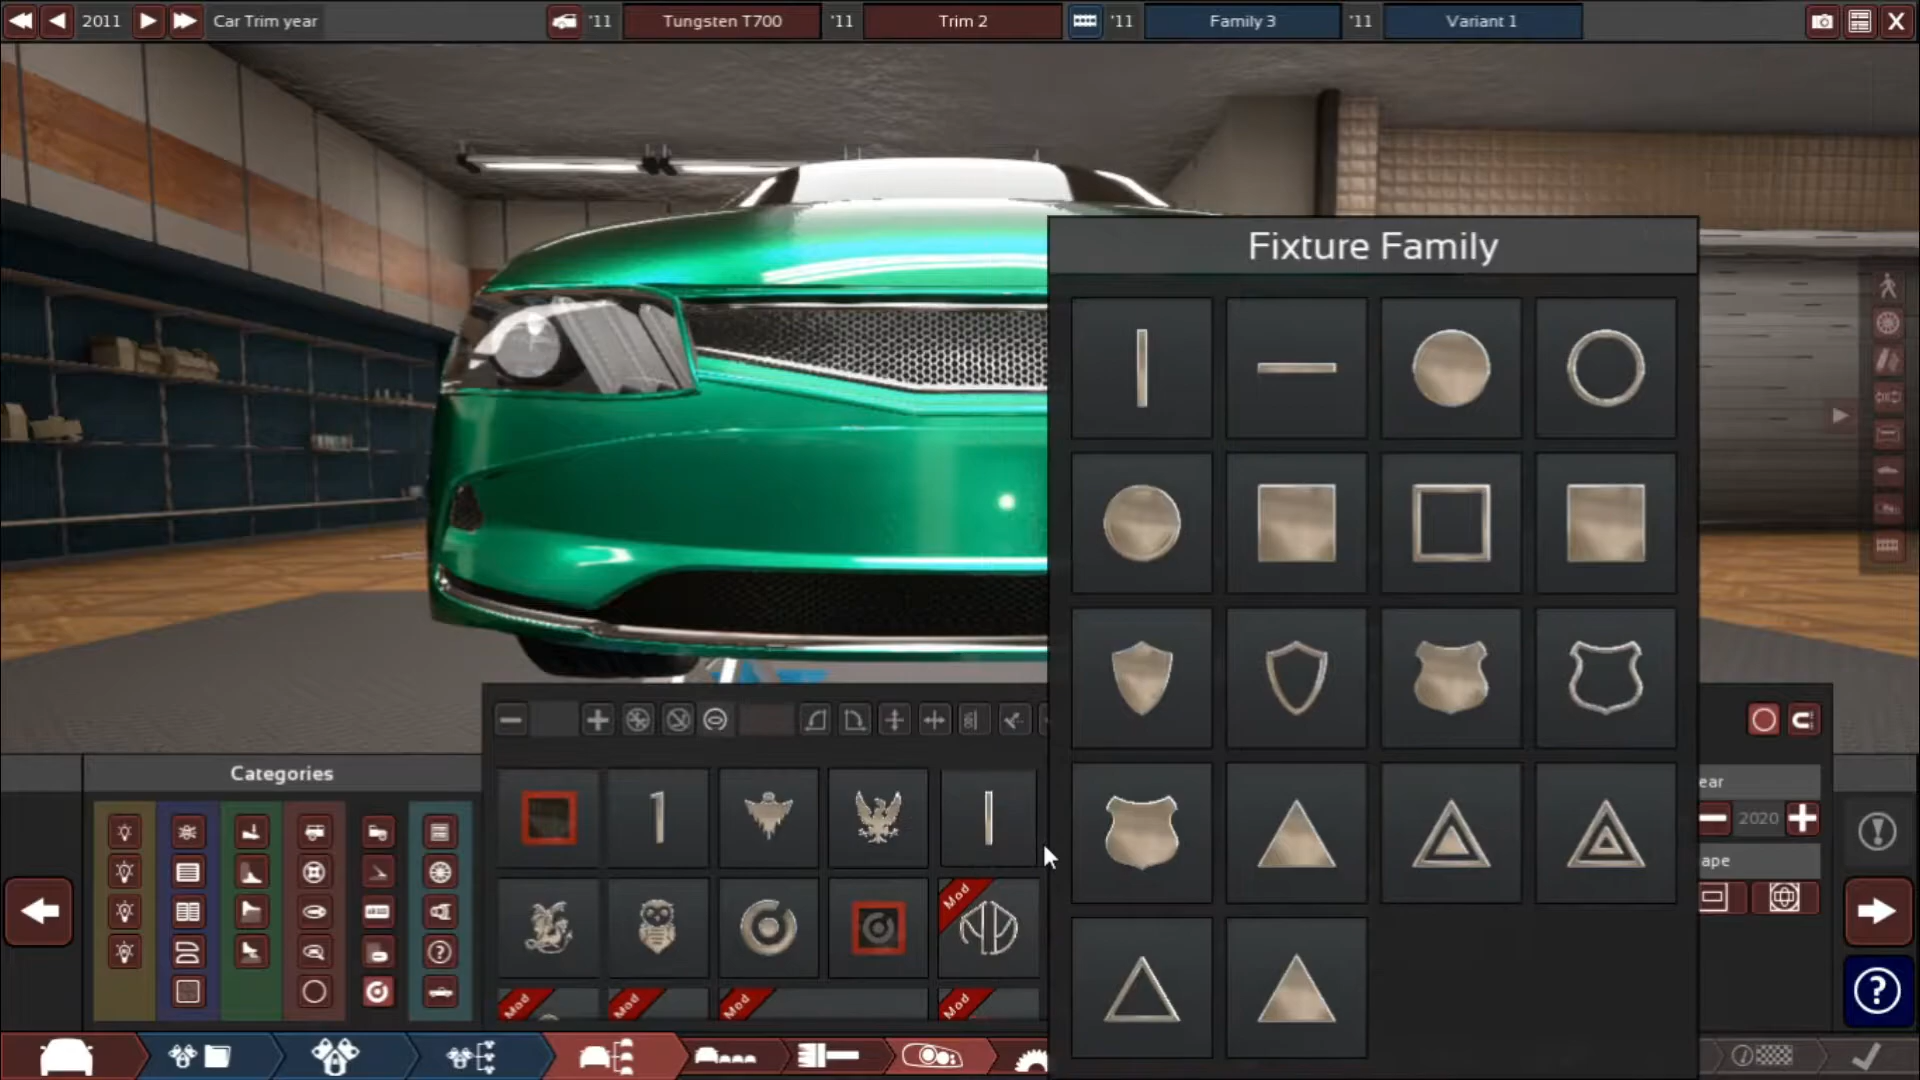 2011 Car Trim year '11 Tungsten T700 '11 Trim 2 '11 Family 3 '11 Variant 1
Fixture Family
Categories
ear
2020
ape
Mod
Mod Mod Mod Mod